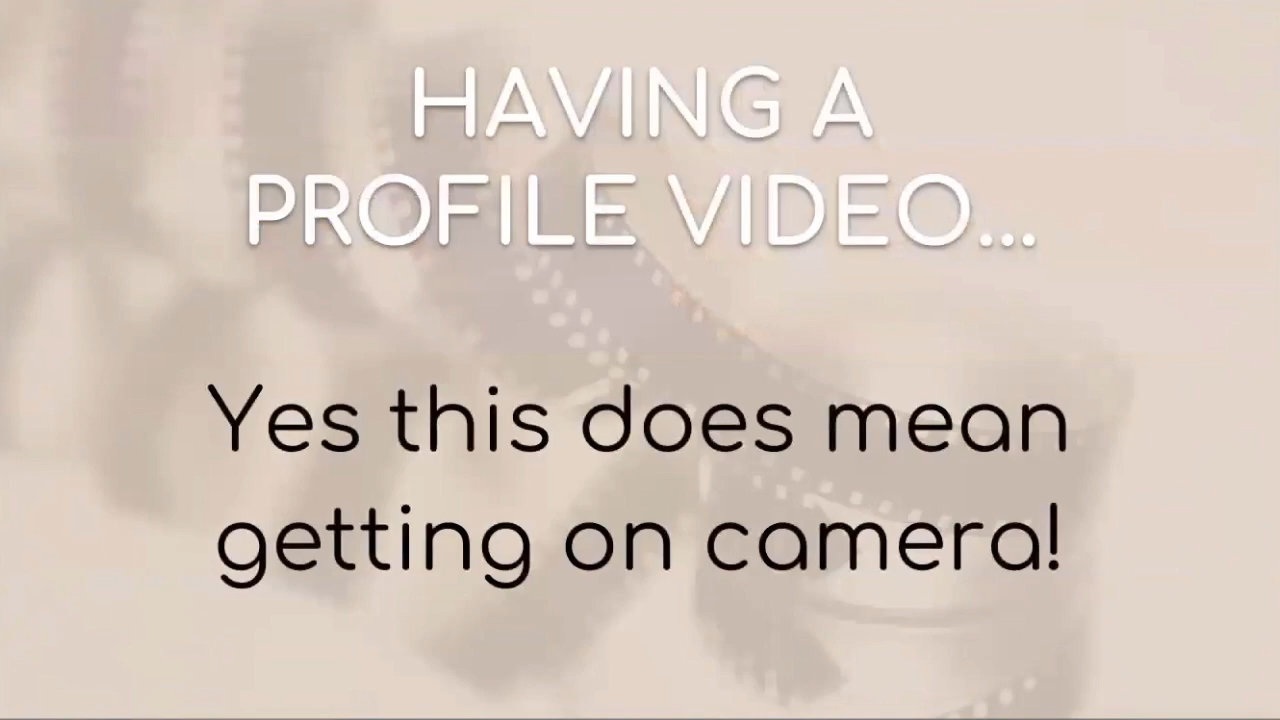 HAVING A
PROFILE VIDEO...
Yes this does mean
getting on camera!